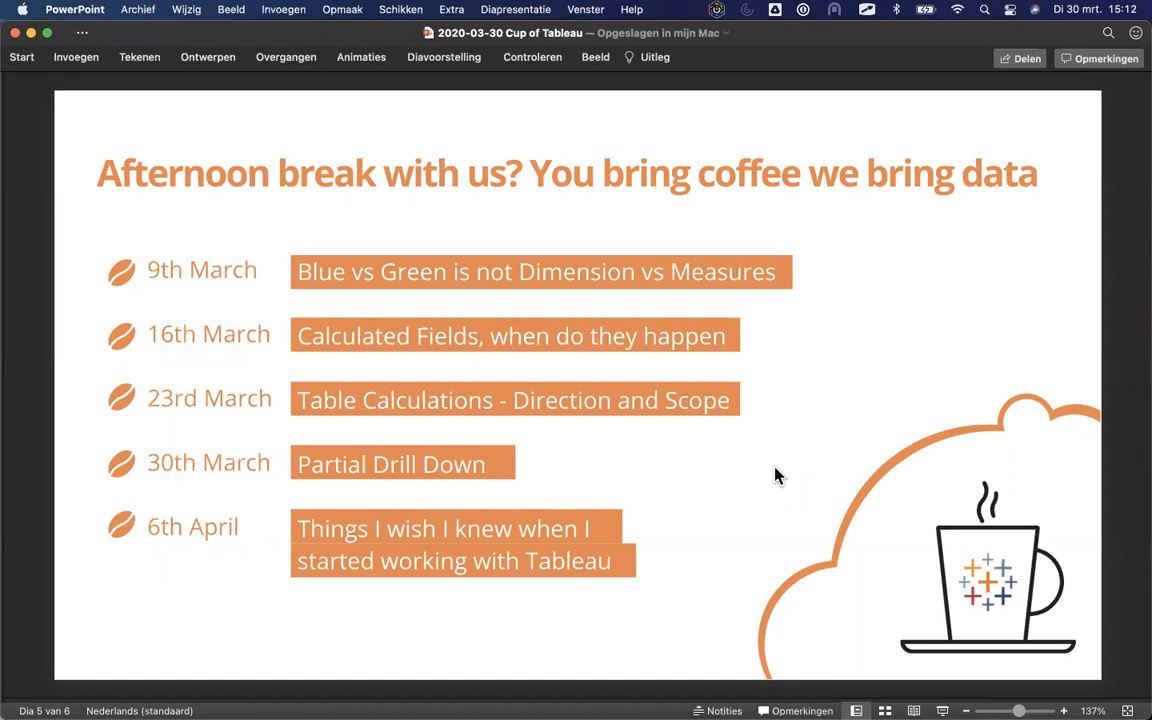 PowerPoint Archief Wijzig Beeld Invoegen Opmaak Schikken Extra Diapresentatie Venster Help Di 30 mrt. 15:12
2020-03-30 Cup of Tableau — Opgeslagen in mijn Mac
Start Invoegen Tekenen Ontwerpen Overgangen Animaties Diavoorstelling Controleren Beeld Uitleg Delen Opmerkingen
Afternoon break with us? You bring coffee we bring data
9th March Blue vs Green is not Dimension vs Measures
16th March Calculated Fields, when do they happen
23rd March Table Calculations - Direction and Scope
30th March Partial Drill Down
6th April Things I wish I knew when I
started working with Tableau
Dia 5 van 6 Nederlands (standaard) Notities Opmerkingen 137%